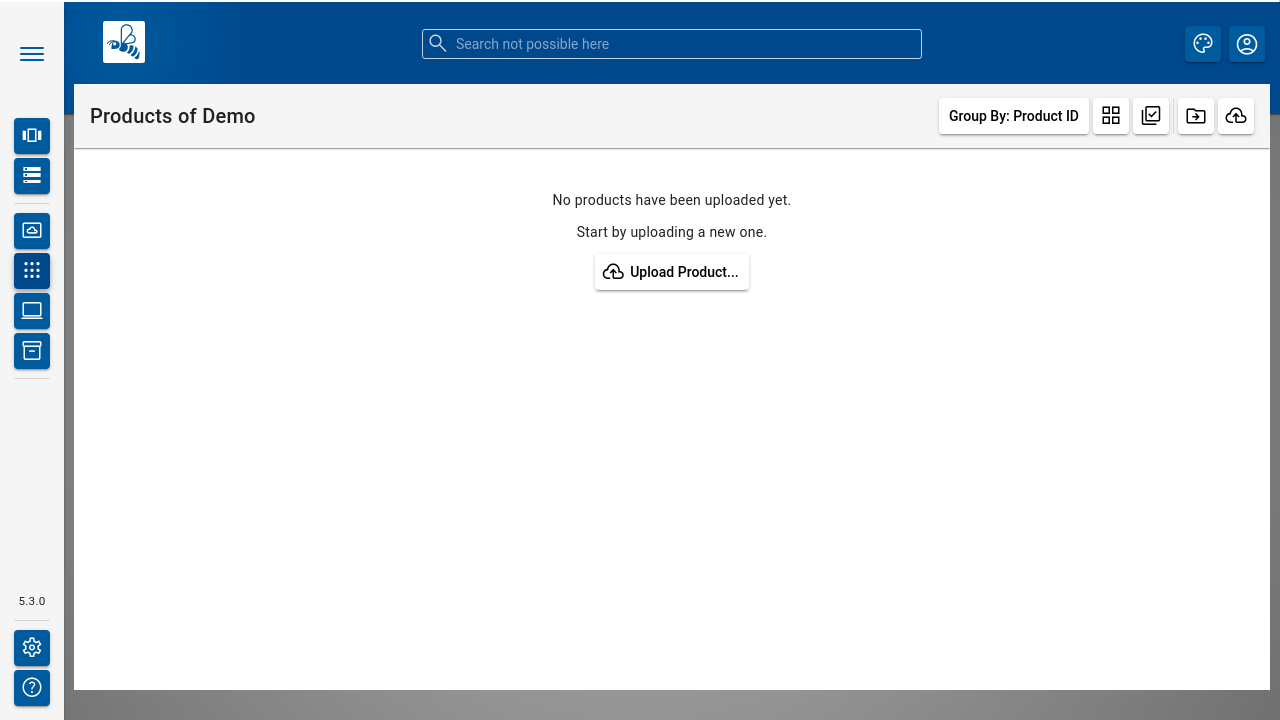 Search not possible here
Products of Demo
Group By: Product ID
No products have been uploaded yet.
Start by uploading a new one.
Upload Product...
5.3.0